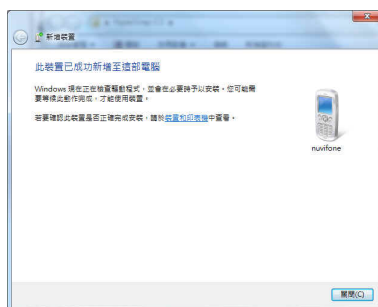 新增裝置
此裝置已成功新增至這部電腦
Windows 現在正在檢查驅動程式，並會在必要時予以安裝。您可能需
要等候此動作完成，才能使用裝置。
若要確認此裝置是否正確完成安裝，請於裝置和印表機中查看。
nuvifone
關閉(C)